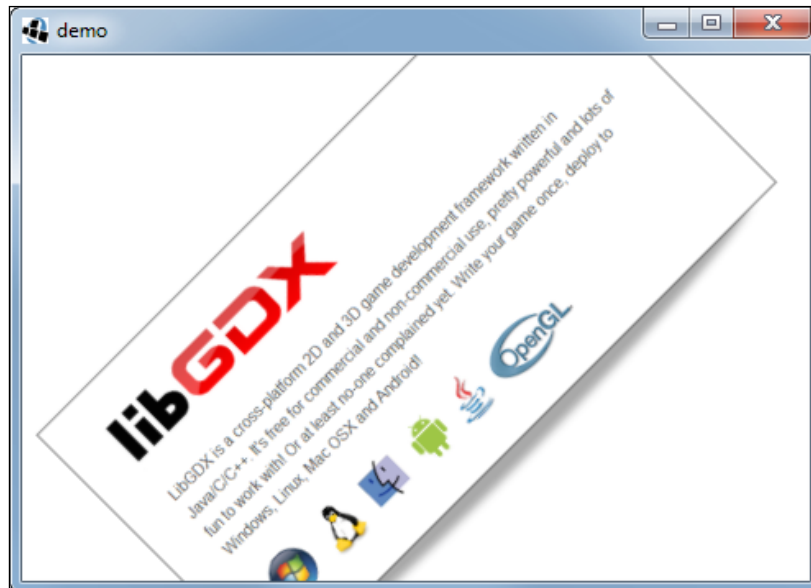 demo
libGDX
LibGDX is a cross-platform 2D and 3D game development framework written in
Java/C/C++. It's free for commercial and non-commercial use, pretty powerful and lots of
fun to work with! Or at least no-one complained yet. Write your game once, deploy to
Windows, Linux, Mac OSX and Android!
OpenGL